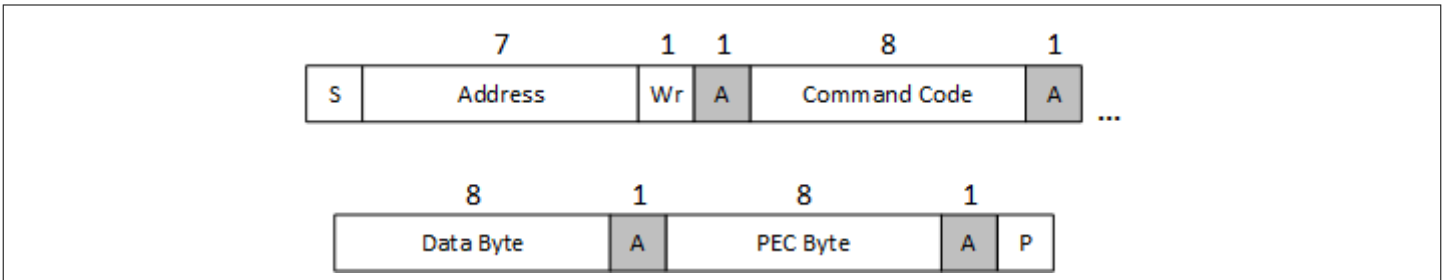 7 1 1 8 1
S Address Wr A Command Code A ...
8 1 8 1
Data Byte A PEC Byte A P